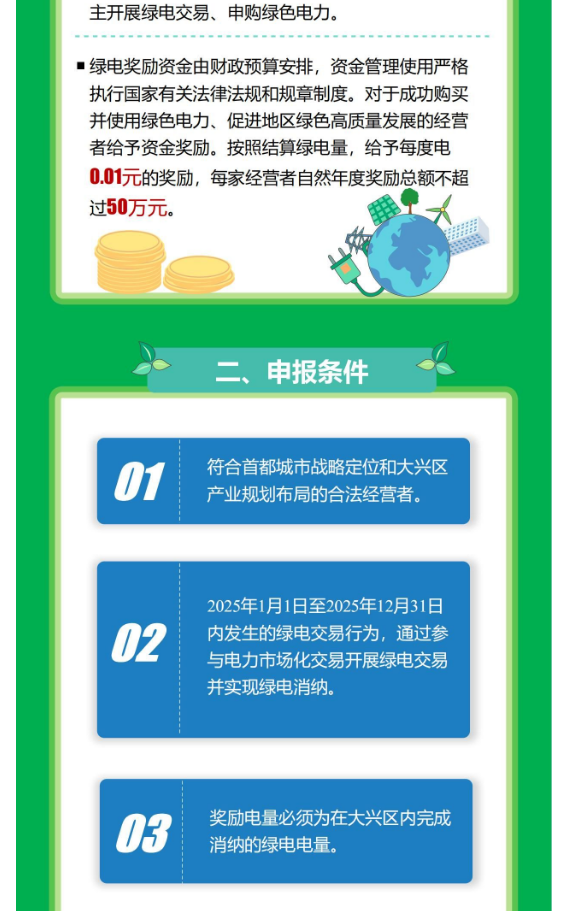 主开展绿电交易、申购绿色电力。
■ 绿电奖励资金由财政预算安排，资金管理使用严格
执行国家有关法律法规和规章制度。对于成功购买
并使用绿色电力、促进地区绿色高质量发展的经营
者给予资金奖励。按照结算绿电量，给予每度电
0.01元的奖励，每家经营者自然年度奖励总额不超
过50万元。
二、申报条件
01
符合首都城市战略定位和大兴区
产业规划布局的合法经营者。
02
2025年1月1日至2025年12月31日
内发生的绿电交易行为，通过参
与电力市场化交易开展绿电交易
并实现绿电消纳。
03
奖励电量必须为在大兴区内完成
消纳的绿电电量。